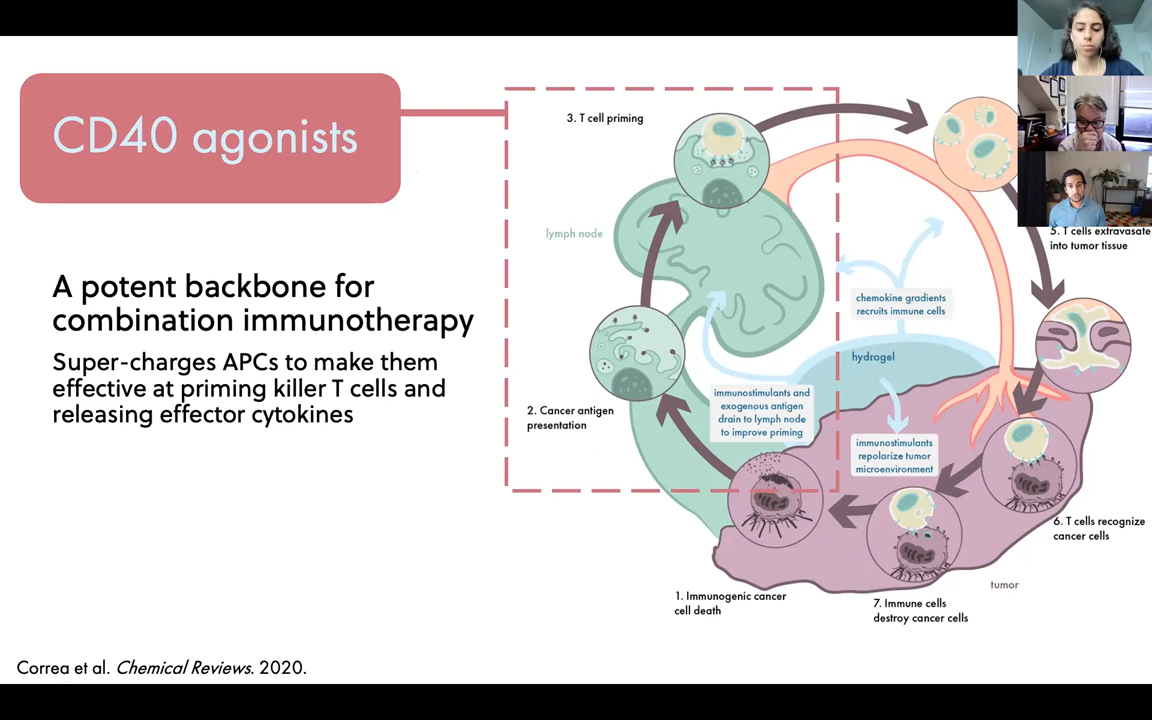 CD40 agonists
A potent backbone for
combination immunotherapy
Super-charges APCs to make them
effective at priming killer T cells and
releasing effector cytokines
3. T cell priming
lymph node
5. T cells extravasate
into tumor tissue
chemokine gradients
recruits immune cells
hydrogel
immunostimulants and
exogenous antigen
drain to lymph node
to improve priming
2. Cancer antigen
presentation
immunostimulants
repolarize tumor
microenvironment
6. T cells recognize
cancer cells
tumor
1. Immunogenic cancer
cell death
7. Immune cells
destroy cancer cells
Correa et al. Chemical Reviews. 2020.